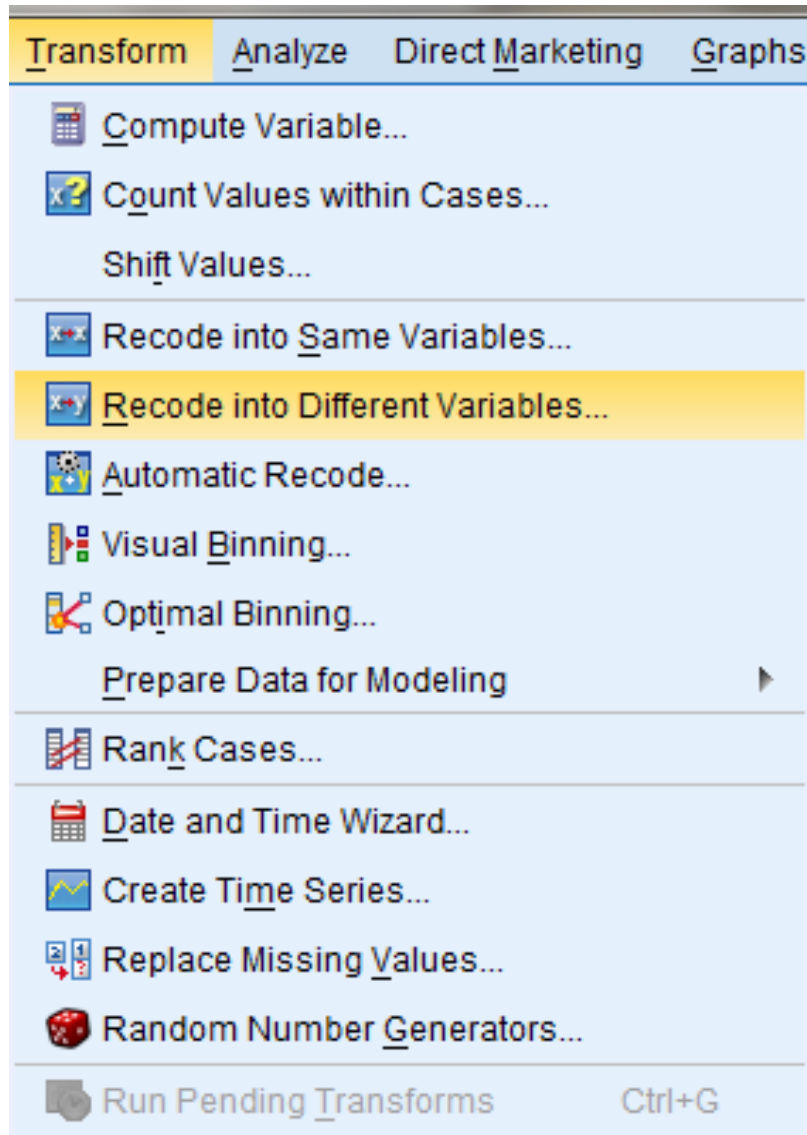 Transform Analyze Direct Marketing Graphs
Compute Variable...
Count Values within Cases...
Shift Values...
Recode into Same Variables...
Recode into Different Variables...
Automatic Recode...
Visual Binning...
Optimal Binning...
Prepare Data for Modeling
Rank Cases...
Date and Time Wizard...
Create Time Series...
Replace Missing Values...
Random Number Generators...
Run Pending Transforms Ctrl+G